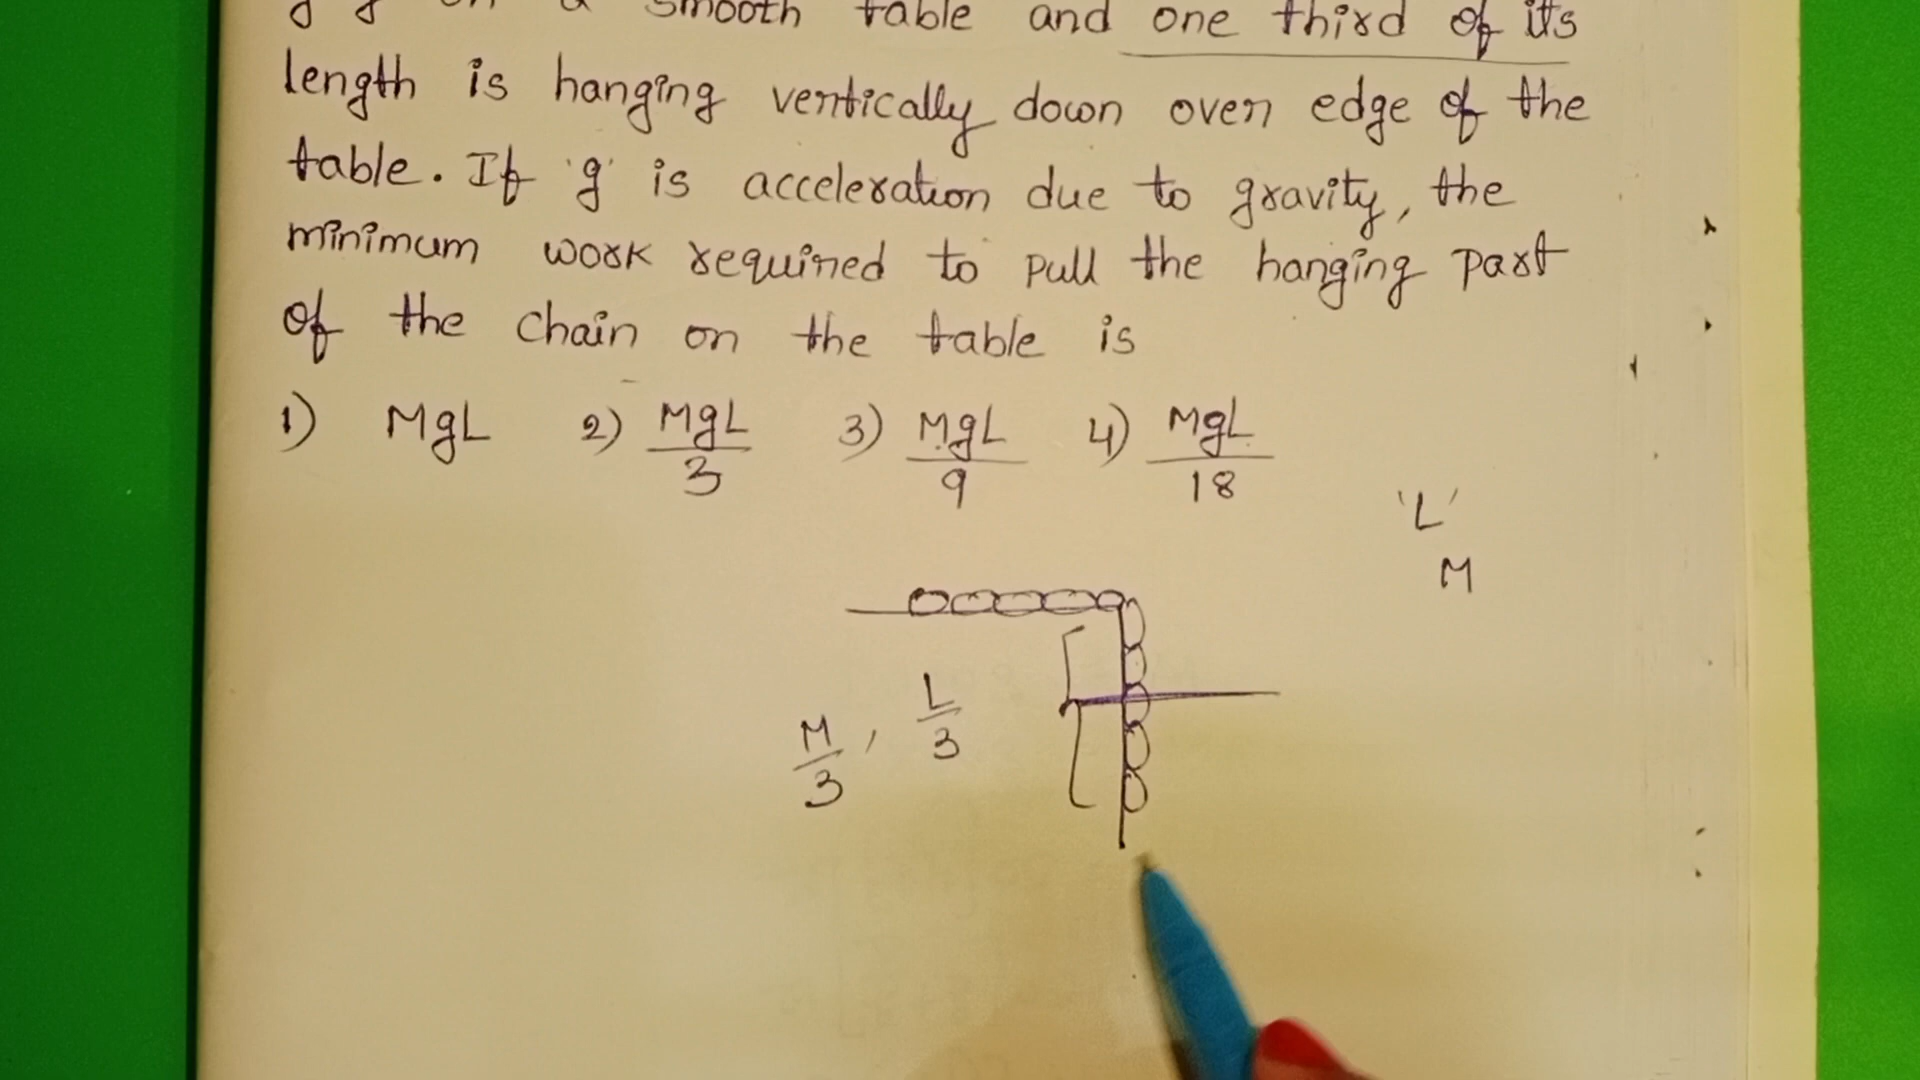 on a smooth table and one third of its
length is hanging vertically down over edge of the
table. If 'g' is acceleration due to gravity, the
minimum work required to pull the hanging part
of the chain on the table is
1) MgL 2) MgL/3 3) MgL/9 4) MgL/18
'L'
M
M/3 , L/3